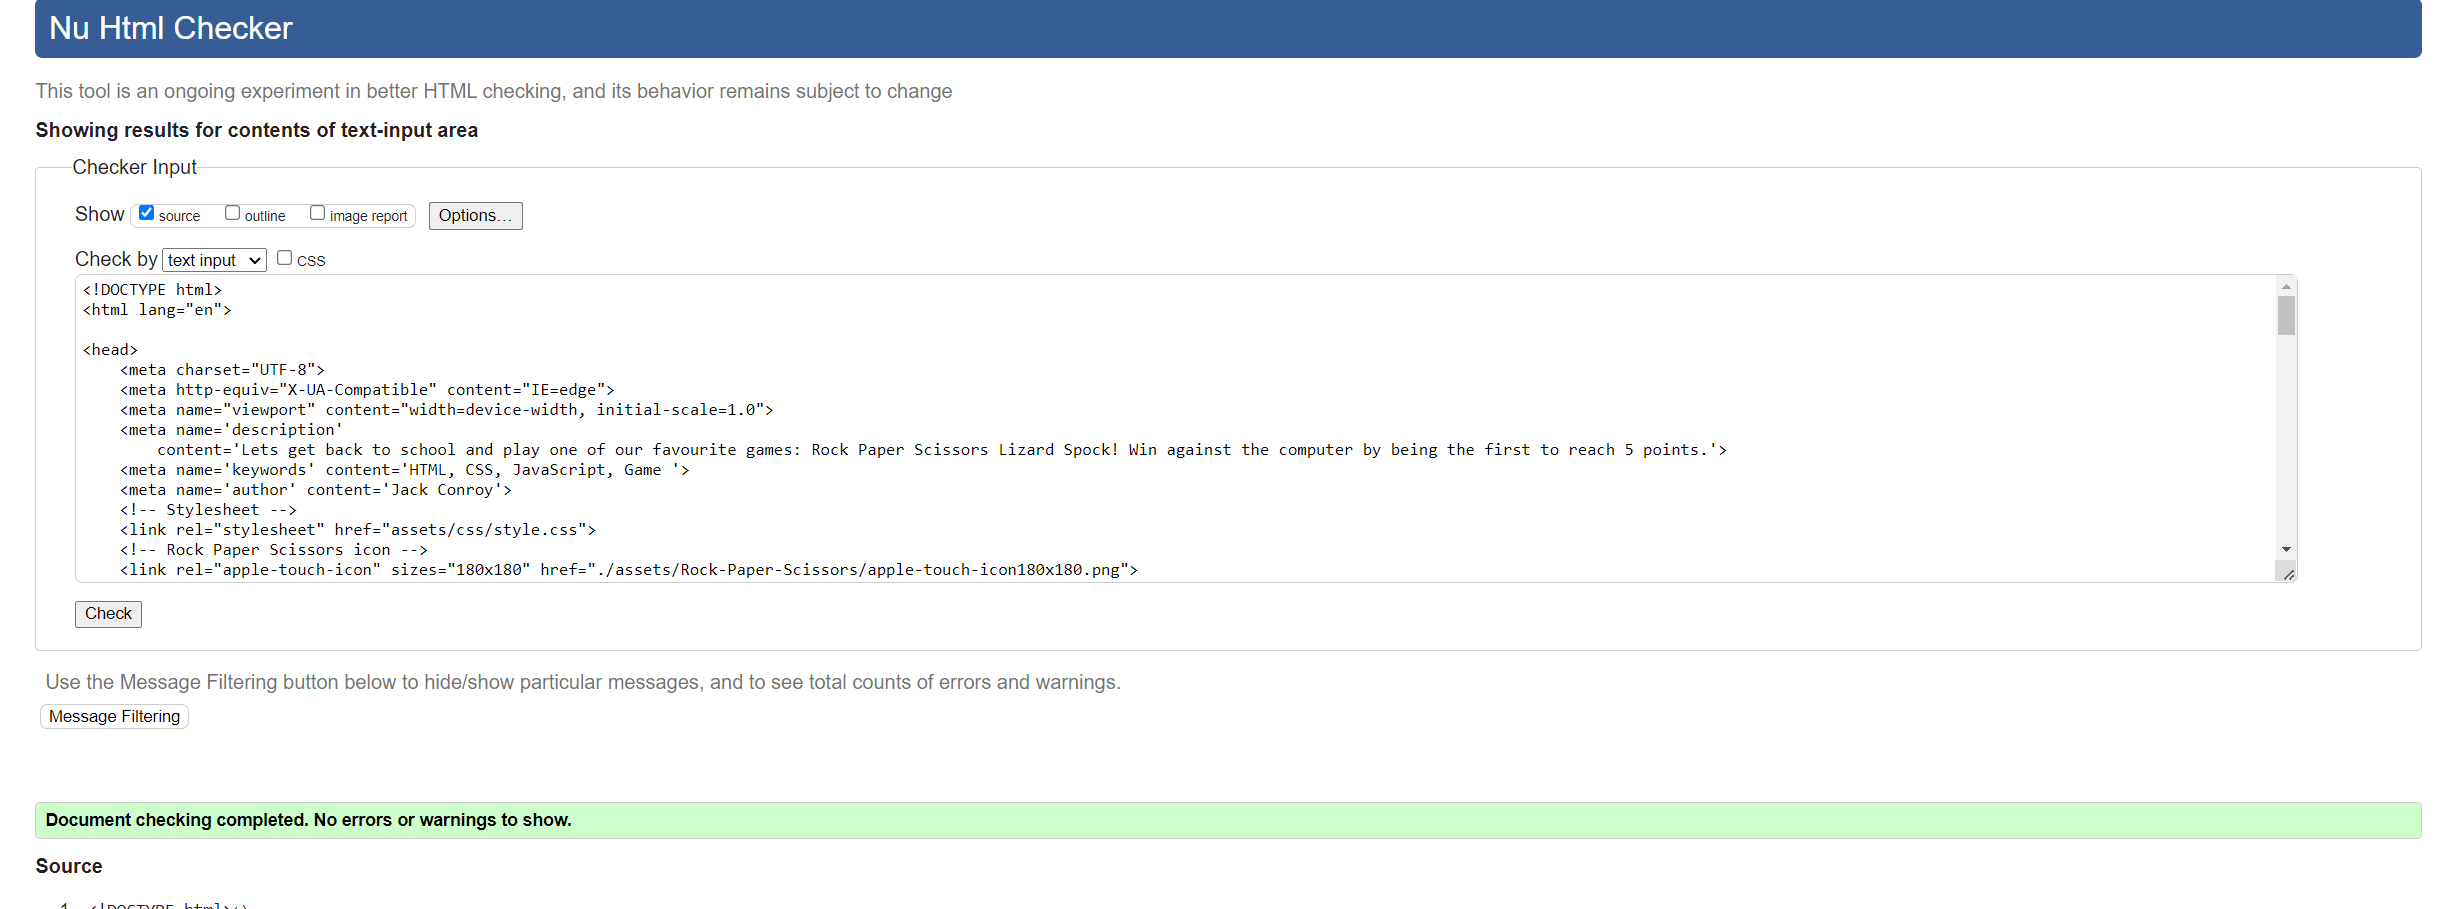 Nu Html Checker
This tool is an ongoing experiment in better HTML checking, and its behavior remains subject to change
Showing results for contents of text-input area
Checker Input
Show source outline image report Options...
Check by text input CSS
<!DOCTYPE html>
<html lang="en">
<head>
    <meta charset="UTF-8">
    <meta http-equiv="X-UA-Compatible" content="IE=edge">
    <meta name="viewport" content="width=device-width, initial-scale=1.0">
    <meta name='description'
        content='Lets get back to school and play one of our favourite games: Rock Paper Scissors Lizard Spock! Win against the computer by being the first to reach 5 points.'>
    <meta name='keywords' content='HTML, CSS, JavaScript, Game '>
    <meta name='author' content='Jack Conroy'>
    <!-- Stylesheet -->
    <link rel="stylesheet" href="assets/css/style.css">
    <!-- Rock Paper Scissors icon -->
    <link rel="apple-touch-icon" sizes="180x180" href="./assets/Rock-Paper-Scissors/apple-touch-icon180x180.png">
Check
Use the Message Filtering button below to hide/show particular messages, and to see total counts of errors and warnings.
Message Filtering
Document checking completed. No errors or warnings to show.
Source
1. <!DOCTYPE html>